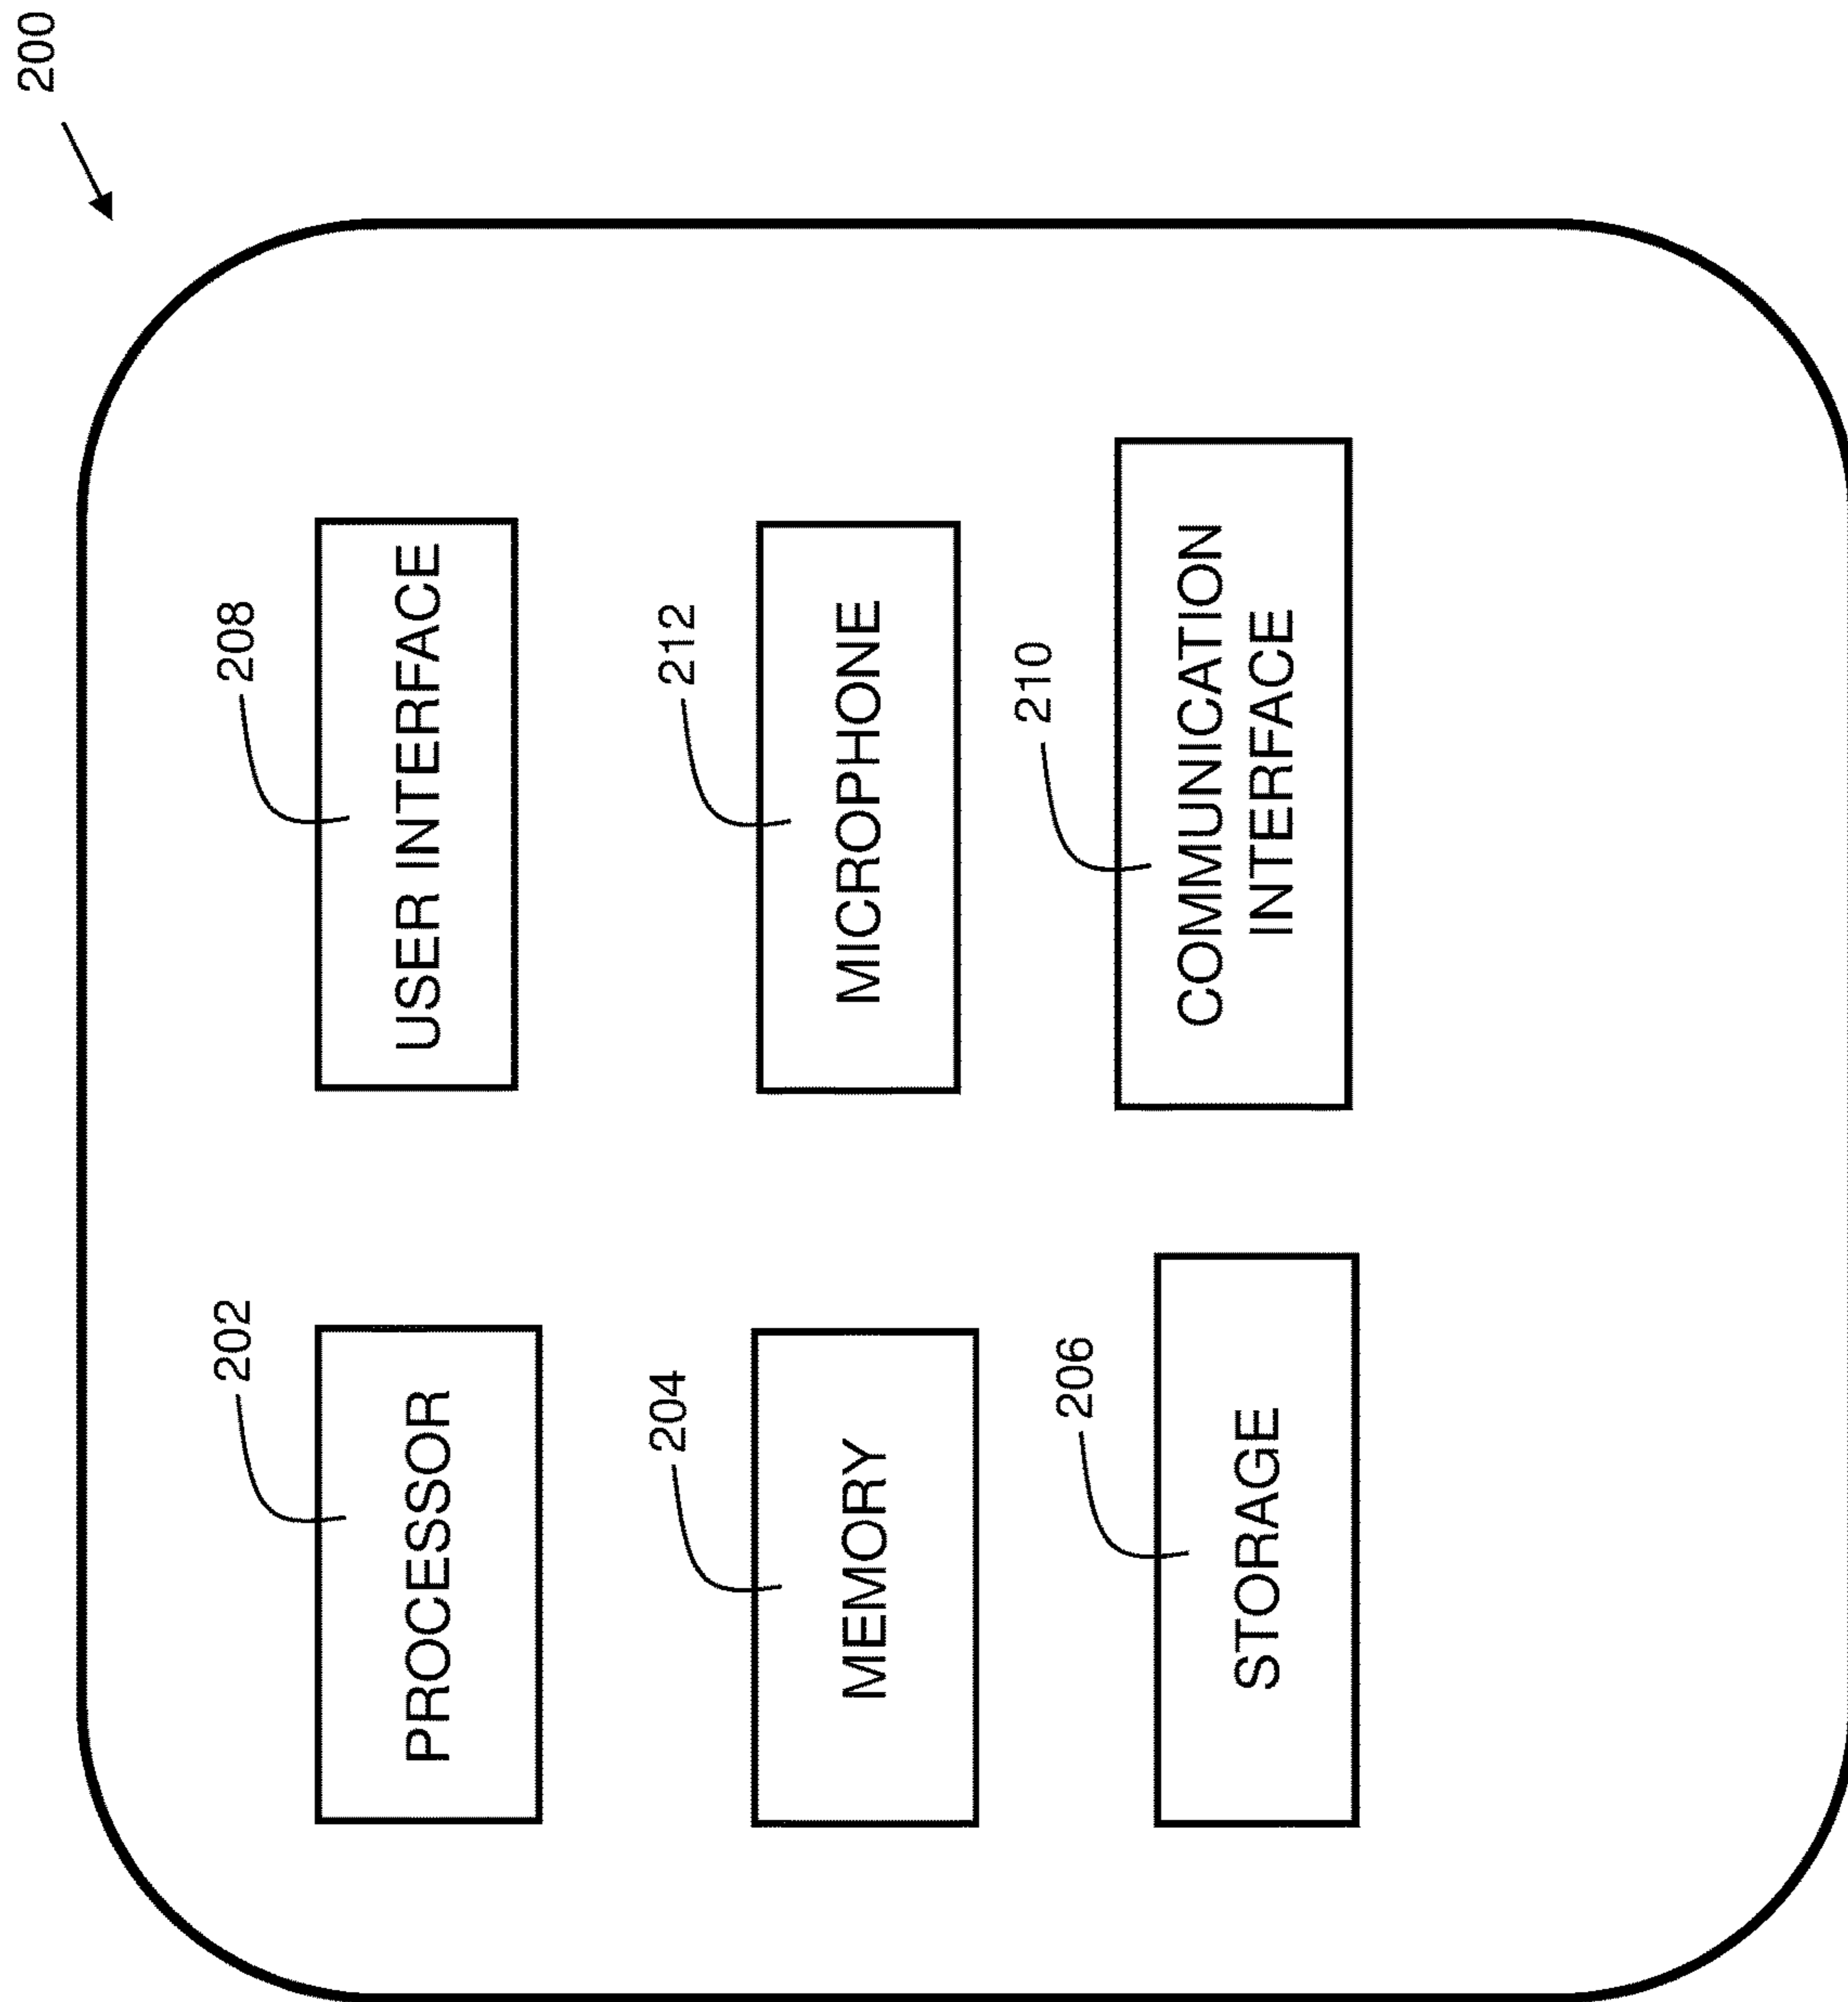 200
202
PROCESSOR
208
USER INTERFACE
204
MEMORY
212
MICROPHONE
206
STORAGE
210
COMMUNICATION
INTERFACE